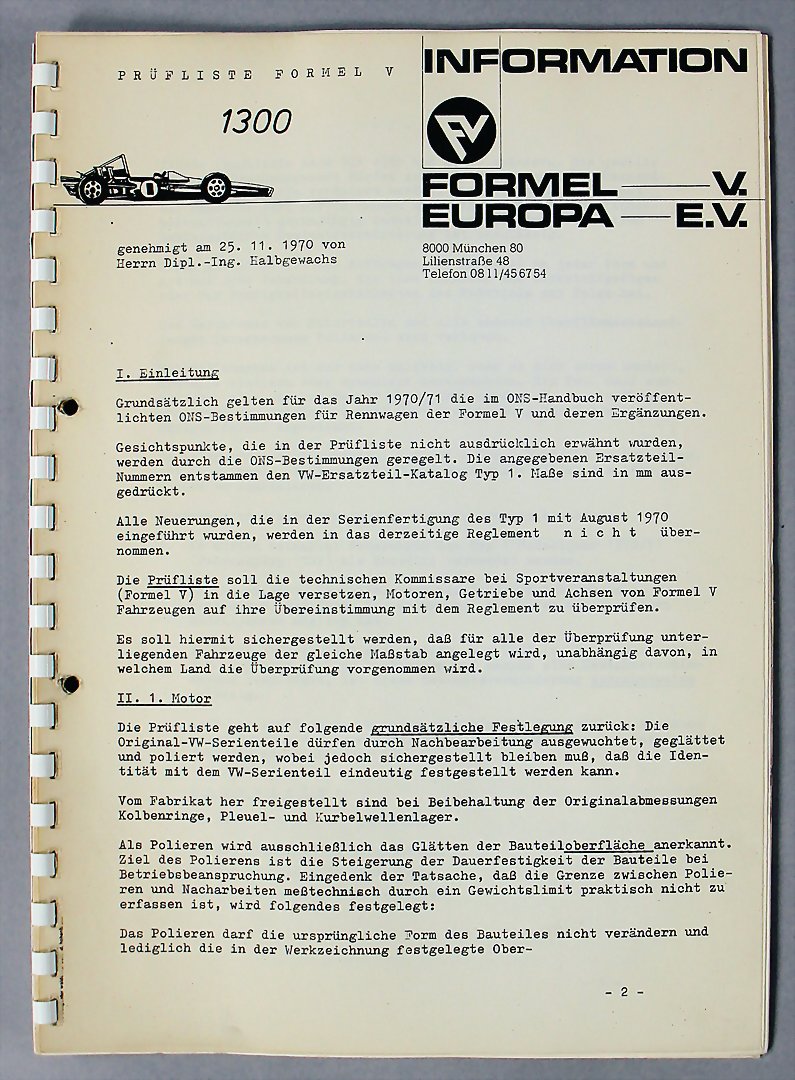 PRÜFLISTE FORMEL V
1300
INFORMATION
FV
FORMEL — V.
EUROPA — E.V.
genehmigt am 25. 11. 1970 von
Herrn Dipl.-Ing. Halbgewachs
8000 München 80
Lilienstraße 48
Telefon 08 11/45 67 54
I. Einleitung
Grundsätzlich gelten für das Jahr 1970/71 die im ONS-Handbuch veröffent-
lichten ONS-Bestimmungen für Rennwagen der Formel V und deren Ergänzungen.
Gesichtspunkte, die in der Prüfliste nicht ausdrücklich erwähnt wurden,
werden durch die ONS-Bestimmungen geregelt. Die angegebenen Ersatzteil-
Nummern entstammen den VW-Ersatzteil-Katalog Typ 1. Maße sind in mm aus-
gedrückt.
Alle Neuerungen, die in der Serienfertigung des Typ 1 mit August 1970
eingeführt wurden, werden in das derzeitige Reglement n i c h t über-
nommen.
Die Prüfliste soll die technischen Kommissare bei Sportveranstaltungen
(Formel V) in die Lage versetzen, Motoren, Getriebe und Achsen von Formel V
Fahrzeugen auf ihre Übereinstimmung mit dem Reglement zu überprüfen.
Es soll hiermit sichergestellt werden, daß für alle der Überprüfung unter-
liegenden Fahrzeuge der gleiche Maßstab angelegt wird, unabhängig davon, in
welchem Land die Überprüfung vorgenommen wird.
II. 1. Motor
Die Prüfliste geht auf folgende grundsätzliche Festlegung zurück: Die
Original-VW-Serienteile dürfen durch Nachbearbeitung ausgewuchtet, geglättet
und poliert werden, wobei jedoch sichergestellt bleiben muß, daß die Iden-
tität mit dem VW-Serienteil eindeutig festgestellt werden kann.
Vom Fabrikat her freigestellt sind bei Beibehaltung der Originalabmessungen
Kolbenringe, Pleuel- und Kurbelwellenlager.
Als Polieren wird ausschließlich das Glätten der Bauteiloberfläche anerkannt.
Ziel des Polierens ist die Steigerung der Dauerfestigkeit der Bauteile bei
Betriebsbeanspruchung. Eingedenk der Tatsache, daß die Grenze zwischen Polie-
ren und Nacharbeiten meßtechnisch durch ein Gewichtslimit praktisch nicht zu
erfassen ist, wird folgendes festgelegt:
Das Polieren darf die ursprüngliche Form des Bauteiles nicht verändern und
lediglich die in der Werkzeichnung festgelegte Ober-
- 2 -